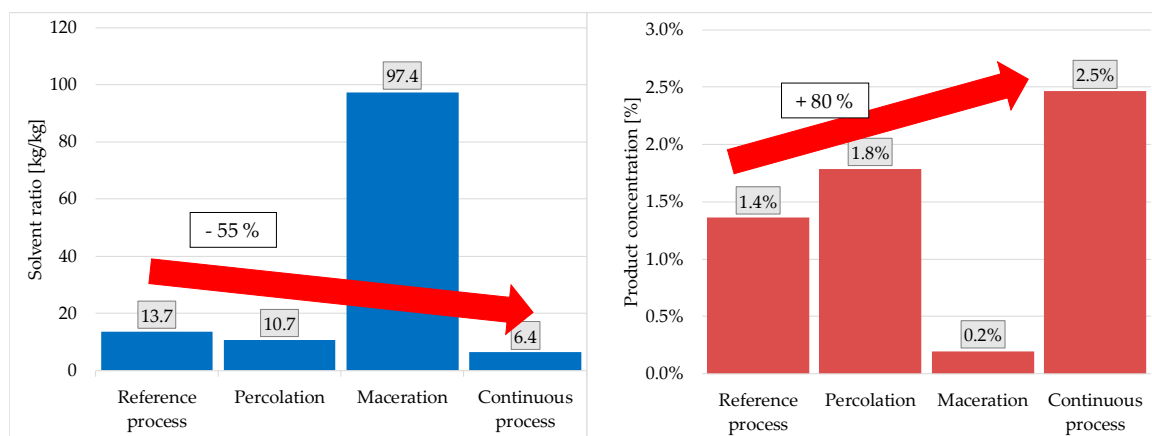 Solvent ratio [kg/kg]
120
100
80
60
40
20
0
97.4
- 55 %
13.7
10.7
6.4
Reference
process
Percolation
Maceration
Continuous
process
Product concentration [%]
3.0%
2.5%
2.0%
1.5%
1.0%
0.5%
0.0%
2.5%
+ 80 %
1.8%
1.4%
0.2%
Reference
process
Percolation
Maceration
Continuous
process